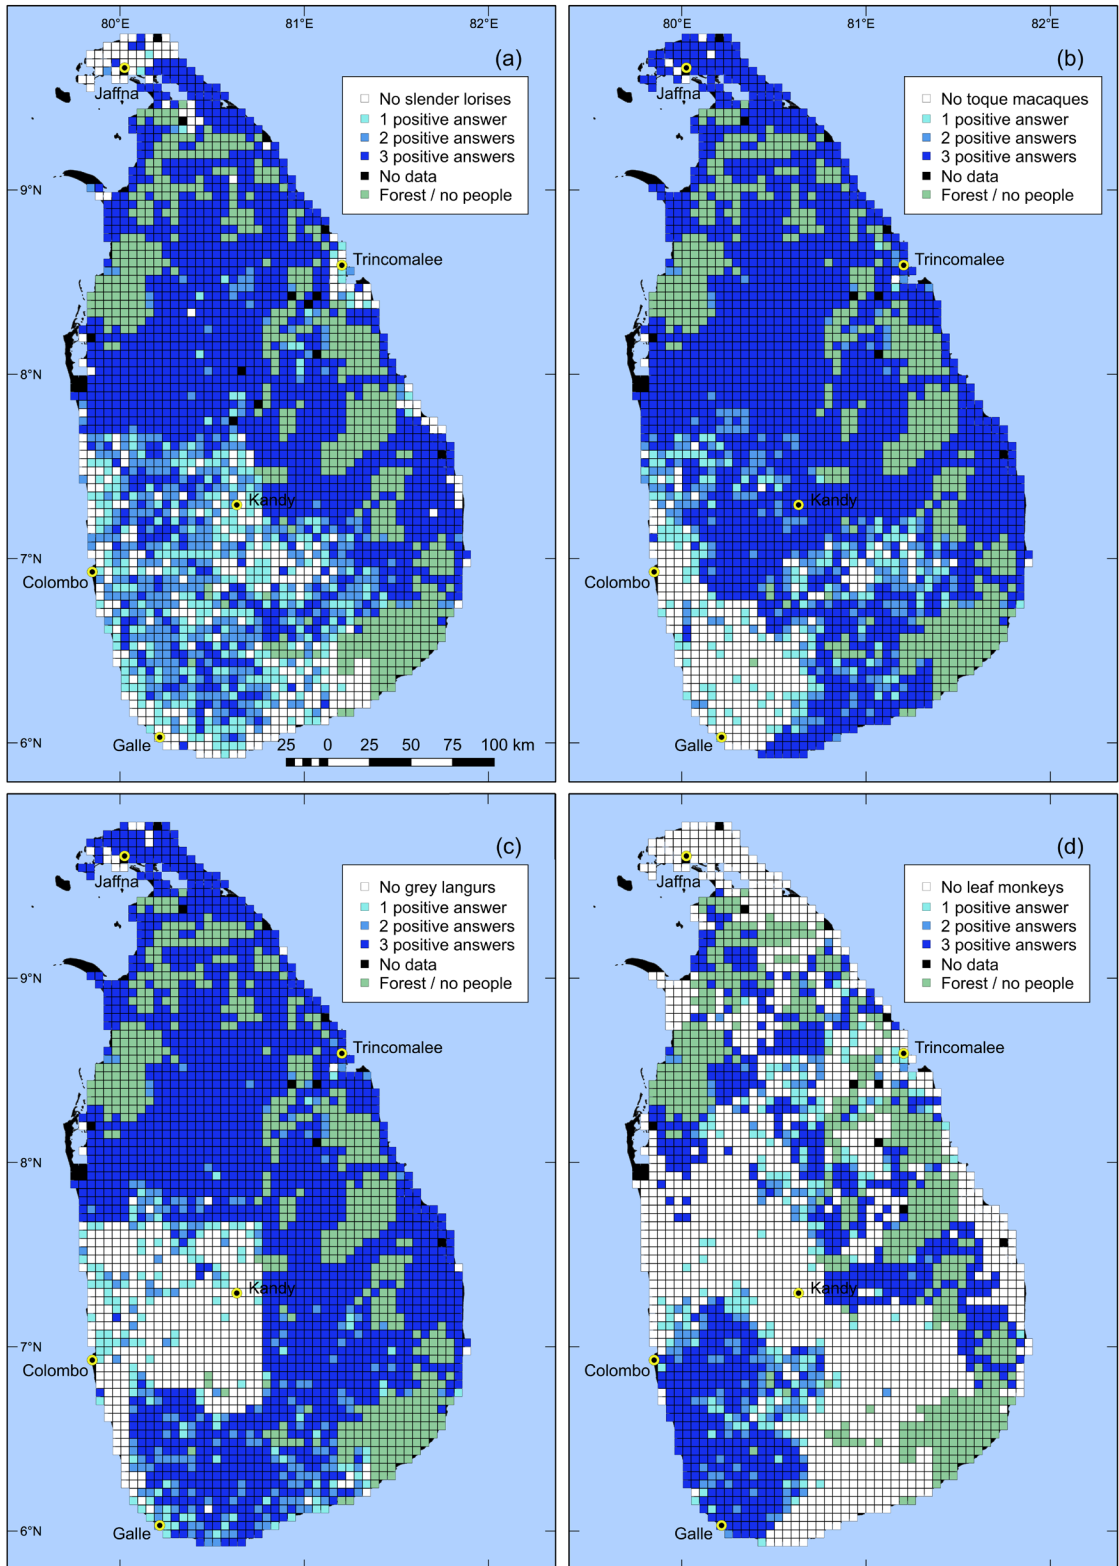 80°E 81°E 82°E
(a)
No slender lorises
1 positive answer
2 positive answers
3 positive answers
No data
Forest / no people
Jaffna
9°N
Trincomalee
8°N
Kandy
7°N
Colombo
Galle
6°N
25 0 25 50 75 100 km
80°E 81°E 82°E
(b)
No toque macaques
1 positive answer
2 positive answers
3 positive answers
No data
Forest / no people
Jaffna
Trincomalee
Kandy
Colombo
Galle
(c)
No grey langurs
1 positive answer
2 positive answers
3 positive answers
No data
Forest / no people
Jaffna
9°N
Trincomalee
8°N
Kandy
7°N
Colombo
Galle
6°N
(d)
No leaf monkeys
1 positive answer
2 positive answers
3 positive answers
No data
Forest / no people
Jaffna
Trincomalee
Kandy
Colombo
Galle